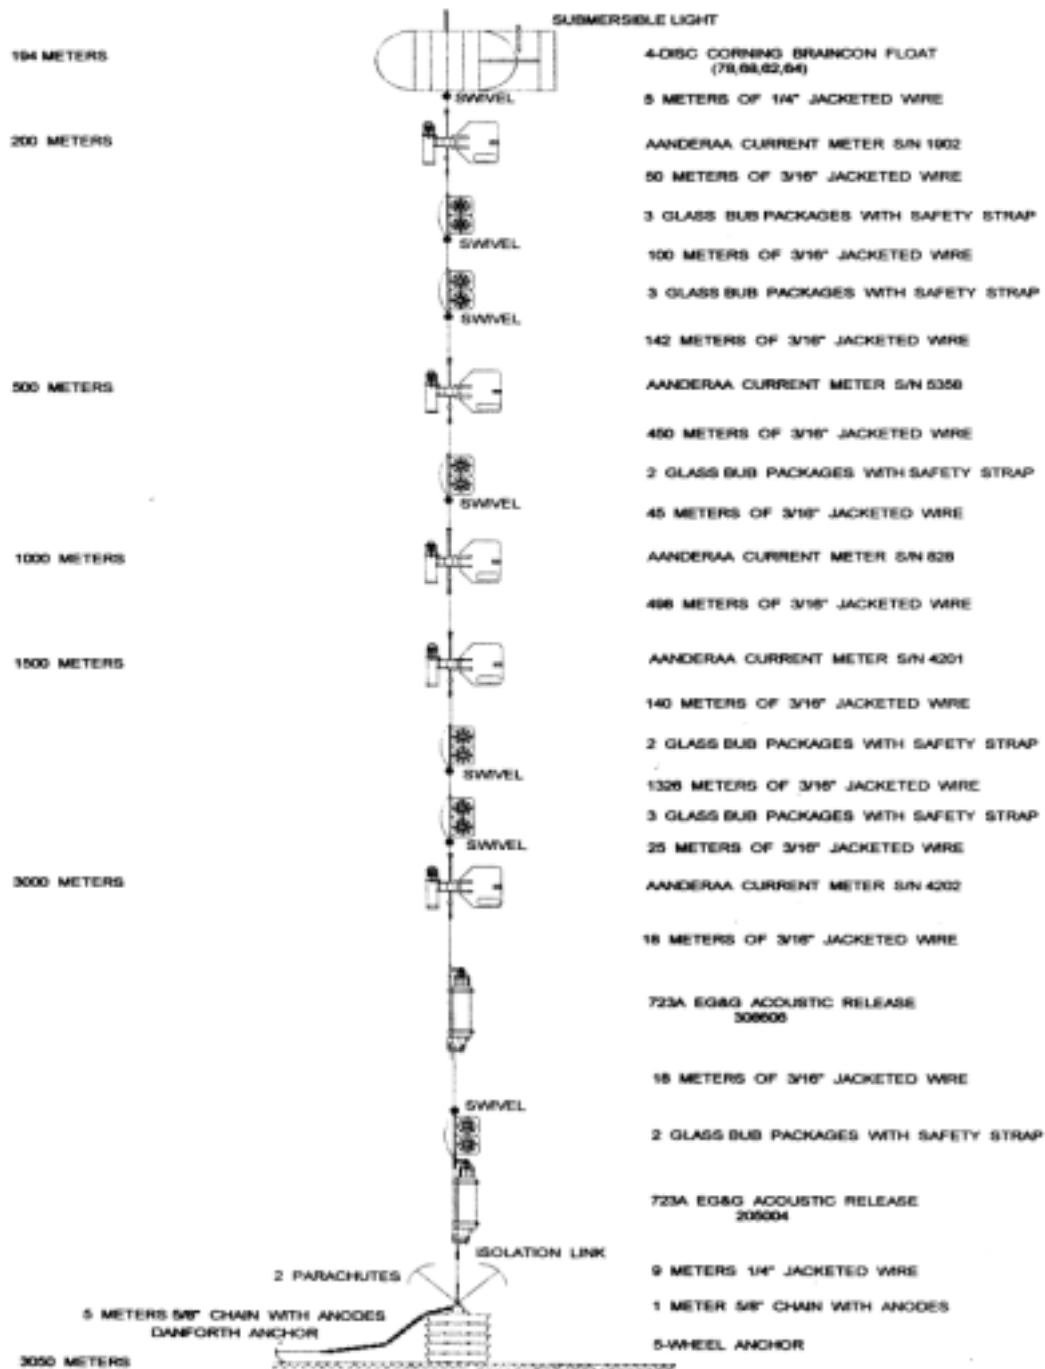 SUBMERSIBLE LIGHT
194 METERS
4-DISC CORNING BRAINCON FLOAT
(78,68,62,64)
SWIVEL
5 METERS OF 1/4" JACKETED WIRE
200 METERS
AANDERAA CURRENT METER S/N 1902
50 METERS OF 3/16" JACKETED WIRE
3 GLASS BUB PACKAGES WITH SAFETY STRAP
SWIVEL
100 METERS OF 3/16" JACKETED WIRE
3 GLASS BUB PACKAGES WITH SAFETY STRAP
SWIVEL
142 METERS OF 3/16" JACKETED WIRE
500 METERS
AANDERAA CURRENT METER S/N 5358
450 METERS OF 3/16" JACKETED WIRE
2 GLASS BUB PACKAGES WITH SAFETY STRAP
SWIVEL
45 METERS OF 3/16" JACKETED WIRE
1000 METERS
AANDERAA CURRENT METER S/N 828
498 METERS OF 3/16" JACKETED WIRE
1500 METERS
AANDERAA CURRENT METER S/N 4201
140 METERS OF 3/16" JACKETED WIRE
2 GLASS BUB PACKAGES WITH SAFETY STRAP
SWIVEL
1326 METERS OF 3/16" JACKETED WIRE
3 GLASS BUB PACKAGES WITH SAFETY STRAP
SWIVEL
25 METERS OF 3/16" JACKETED WIRE
3000 METERS
AANDERAA CURRENT METER S/N 4202
18 METERS OF 3/16" JACKETED WIRE
723A EG&G ACOUSTIC RELEASE
18 METERS OF 3/16" JACKETED WIRE
SWIVEL
2 GLASS BUB PACKAGES WITH SAFETY STRAP
723A EG&G ACOUSTIC RELEASE
205004
ISOLATION LINK
2 PARACHUTES
9 METERS 1/4" JACKETED WIRE
5 METERS 5/8" CHAIN WITH ANODES
1 METER 5/8" CHAIN WITH ANODES
DANFORTH ANCHOR
5-WHEEL ANCHOR
3050 METERS